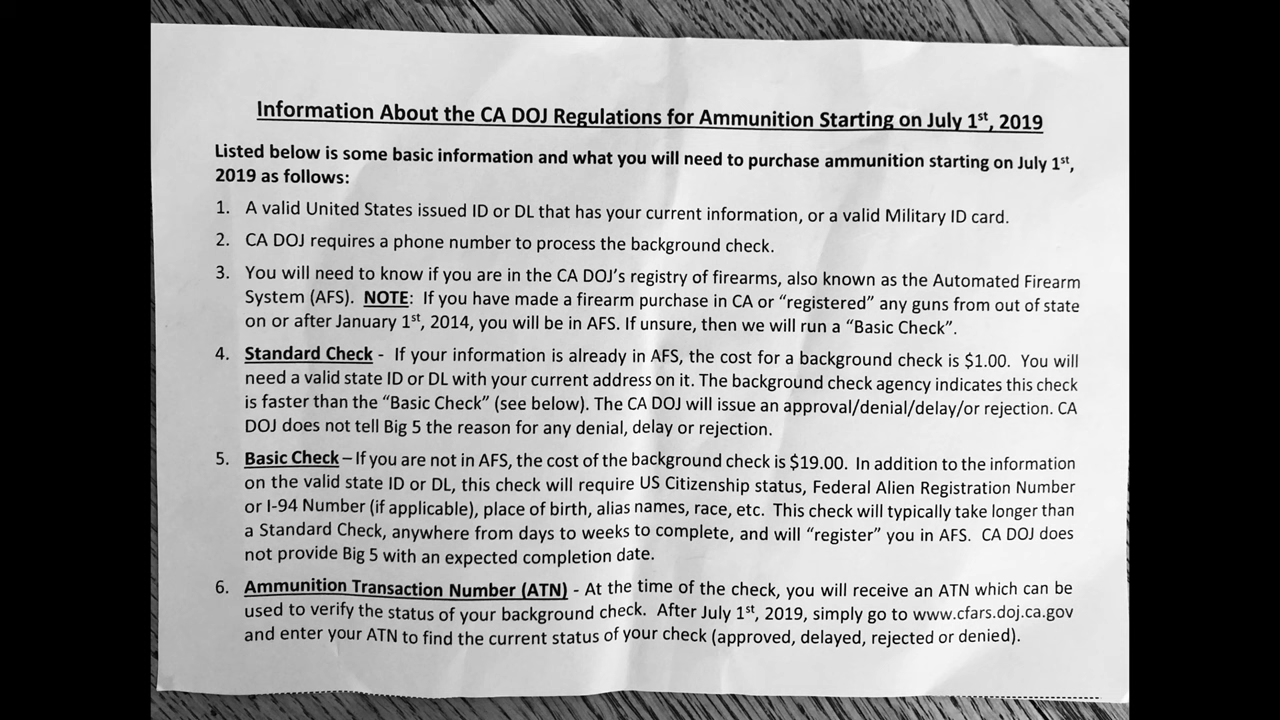 Information About the CA DOJ Regulations for Ammunition Starting on July 1st, 2019
Listed below is some basic information and what you will need to purchase ammunition starting on July 1st,
2019 as follows:
1. A valid United States issued ID or DL that has your current information, or a valid Military ID card.
2. CA DOJ requires a phone number to process the background check.
3. You will need to know if you are in the CA DOJ’s registry of firearms, also known as the Automated Firearm
System (AFS). NOTE: If you have made a firearm purchase in CA or “registered” any guns from out of state
on or after January 1st, 2014, you will be in AFS. If unsure, then we will run a “Basic Check”.
4. Standard Check - If your information is already in AFS, the cost for a background check is $1.00. You will
need a valid state ID or DL with your current address on it. The background check agency indicates this check
is faster than the “Basic Check” (see below). The CA DOJ will issue an approval/denial/delay/or rejection. CA
DOJ does not tell Big 5 the reason for any denial, delay or rejection.
5. Basic Check – If you are not in AFS, the cost of the background check is $19.00. In addition to the information
on the valid state ID or DL, this check will require US Citizenship status, Federal Alien Registration Number
or I-94 Number (if applicable), place of birth, alias names, race, etc. This check will typically take longer than
a Standard Check, anywhere from days to weeks to complete, and will “register” you in AFS. CA DOJ does
not provide Big 5 with an expected completion date.
6. Ammunition Transaction Number (ATN) - At the time of the check, you will receive an ATN which can be
used to verify the status of your background check. After July 1st, 2019, simply go to www.cfars.doj.ca.gov
and enter your ATN to find the current status of your check (approved, delayed, rejected or denied).